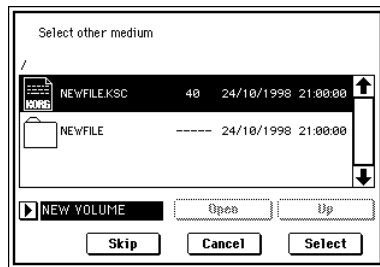 Select other medium
/
KORG NEWFILE.KSC 40 24/10/1998 21:00:00
NEWFILE ----- 24/10/1998 21:00:00
NEW VOLUME Open Up
Skip Cancel Select